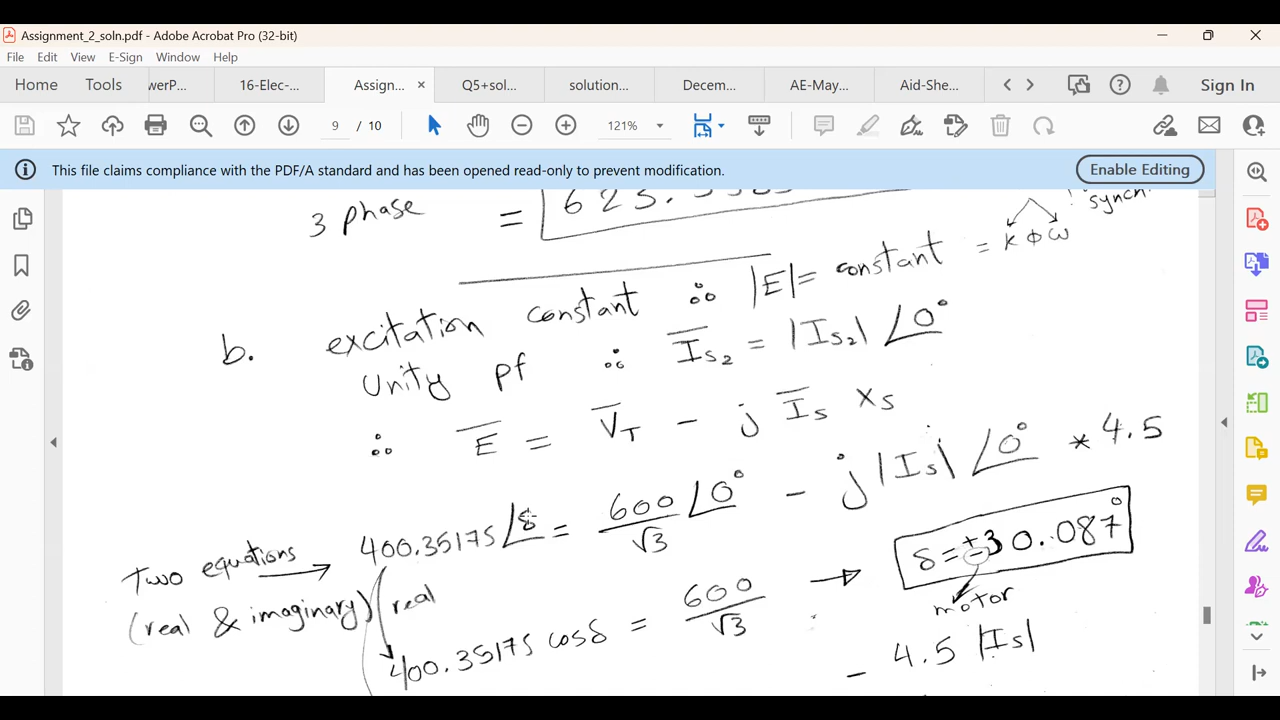 Assignment_2_soln.pdf - Adobe Acrobat Pro (32-bit)
File Edit View E-Sign Window Help
Home Tools werP... 16-Elec-... Assign... × Q5+sol... solution... Decem... AE-May... Aid-She... Sign In
9 / 10 121%
This file claims compliance with the PDF/A standard and has been opened read-only to prevent modification. Enable Editing
synch.
3 phase =
b. excitation constant ∴ |E| = constant = K Φ ω
Unity pf ∴ I̅s₂ = |Is₂| ∠0°
∴ E̅ = V̅T − j I̅s Xs
400.35175 ∠δ = 600/√3 ∠0° − j |Is| ∠0° * 4.5
Two equations →
(real & imaginary)
real
400.35175 cosδ = 600/√3 → δ = ±30.087°
motor
− 4.5 |Is|